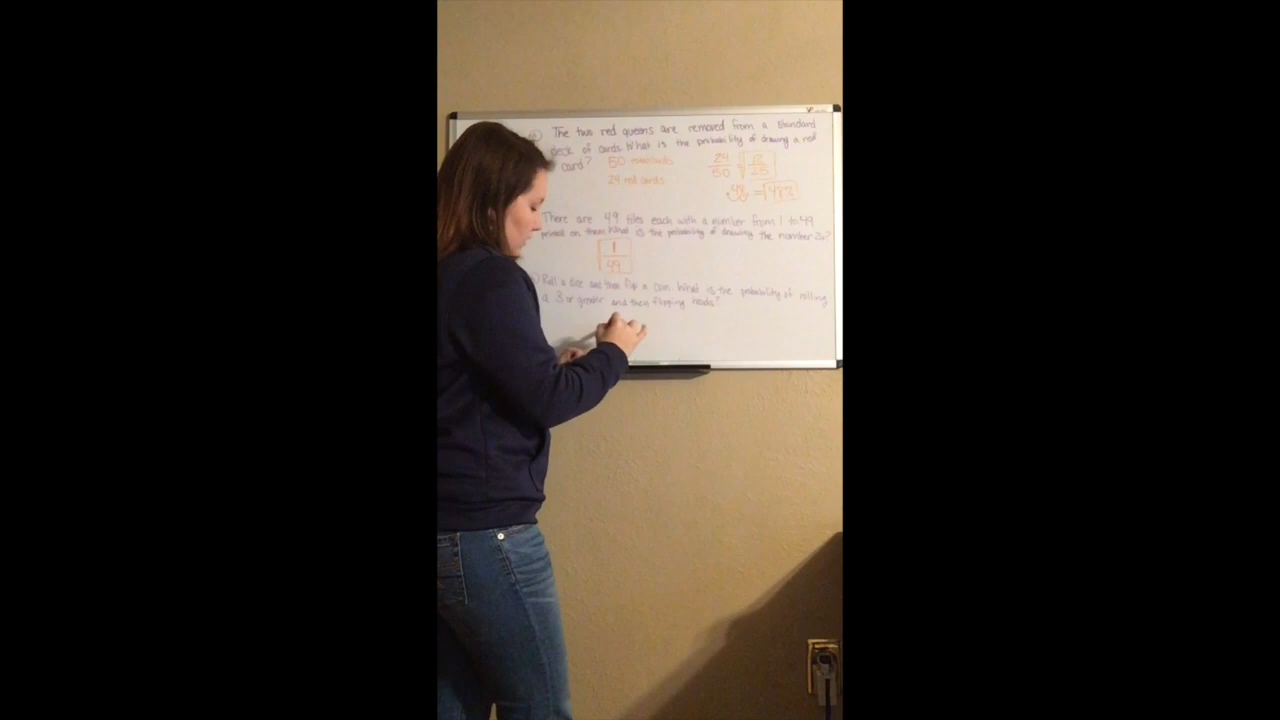 The two red queens are removed from a standard
deck of cards. What is the probability of drawing a red
card?
50 total cards
24 red cards
24/50 = 12/25
.48 = 48%
There are 49 tiles each with a number from 1 to 49
printed on them. What is the probability of drawing the number
1/49
Roll a dice and then flip a coin. What is the probability of rolling
a 3 or greater and then flipping heads?